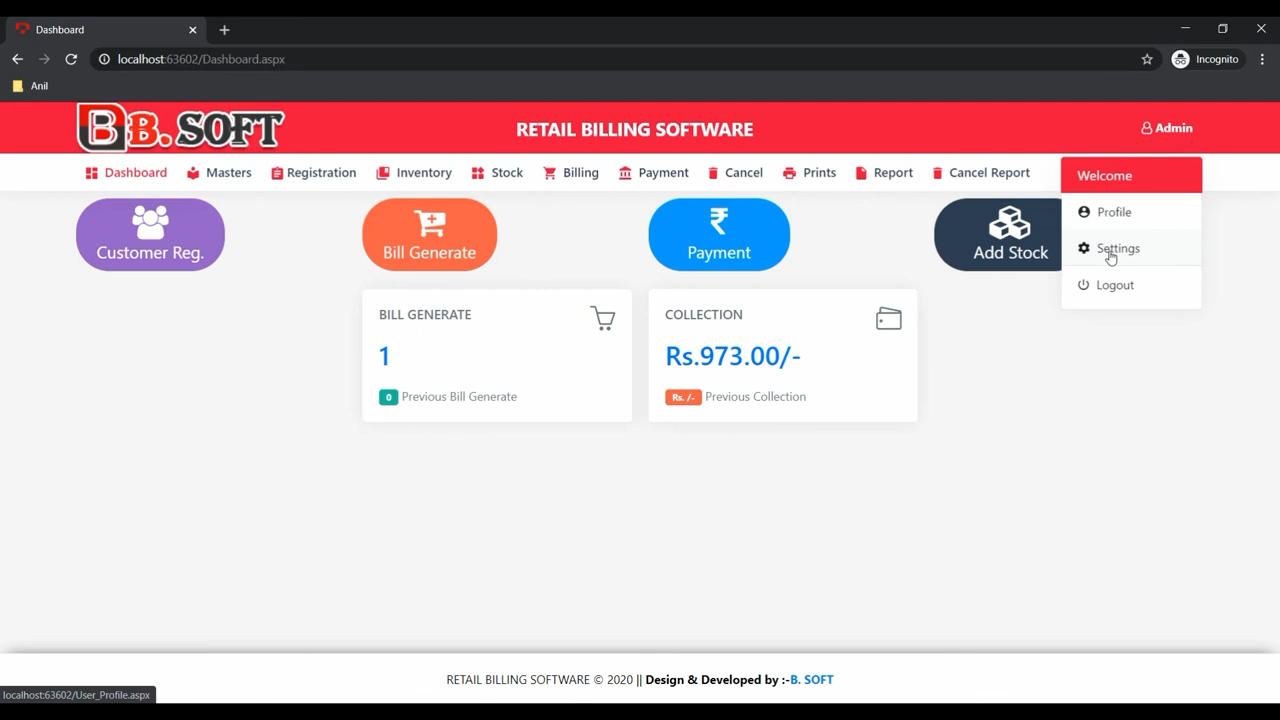 Dashboard
localhost:63602/Dashboard.aspx
Incognito
Anil
B. SOFT
RETAIL BILLING SOFTWARE
Admin
Dashboard Masters Registration Inventory Stock Billing Payment Cancel Prints Report Cancel Report
Welcome
Profile
Settings
Logout
Customer Reg.
Bill Generate
Payment
Add Stock
BILL GENERATE
1
0 Previous Bill Generate
COLLECTION
Rs.973.00/-
Rs. /- Previous Collection
RETAIL BILLING SOFTWARE © 2020 || Design & Developed by :-B. SOFT
localhost:63602/User_Profile.aspx